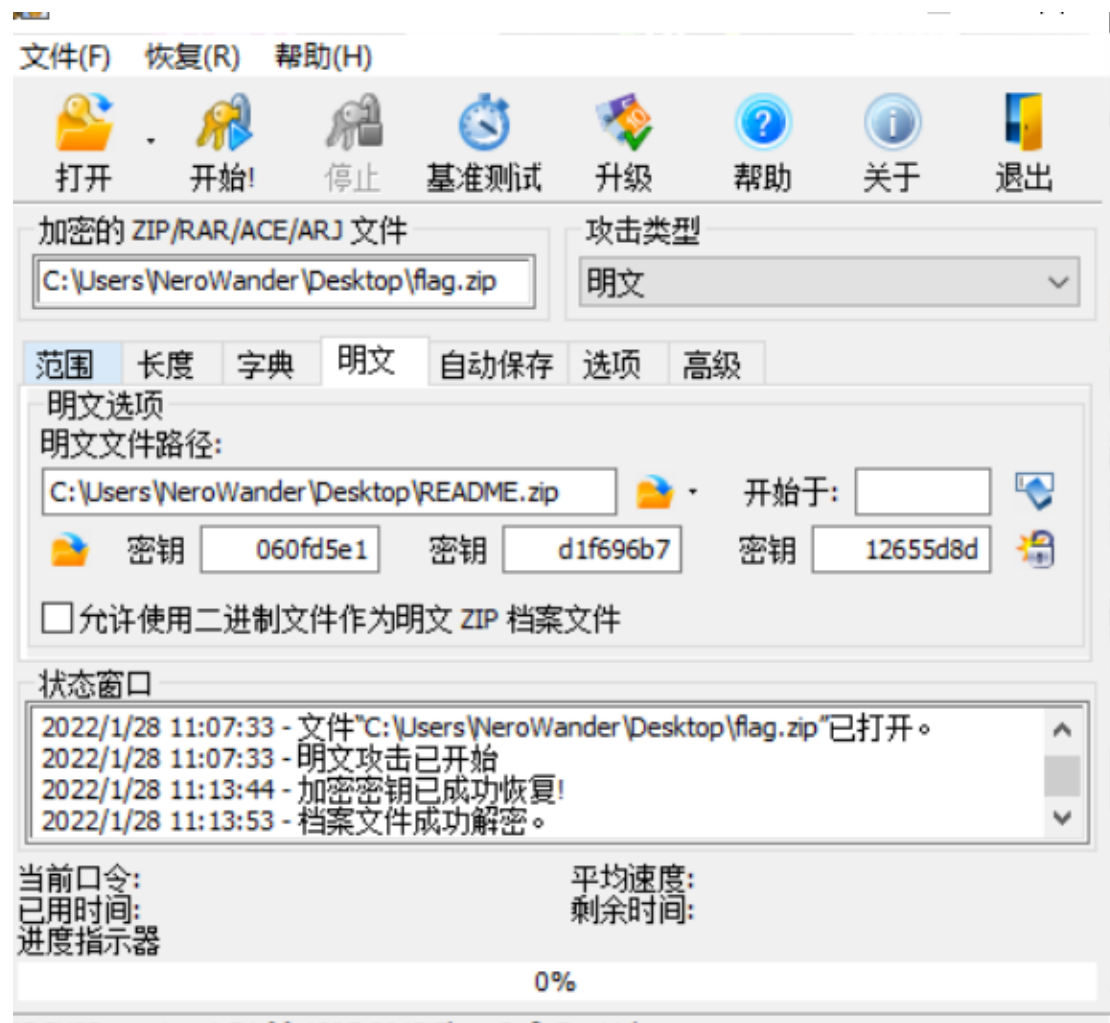 文件(F) 恢复(R) 帮助(H)
打开 开始! 停止 基准测试 升级 帮助 关于 退出
加密的 ZIP/RAR/ACE/ARJ 文件
攻击类型
C:\Users\NeroWander\Desktop\flag.zip
明文
范围 长度 字典 明文 自动保存 选项 高级
明文选项
明文文件路径:
C:\Users\NeroWander\Desktop\README.zip 开始于:
密钥 060fd5e1 密钥 d1f696b7 密钥 12655d8d
允许使用二进制文件作为明文 ZIP 档案文件
状态窗口
2022/1/28 11:07:33 - 文件"C:\Users\NeroWander\Desktop\flag.zip"已打开。
2022/1/28 11:07:33 - 明文攻击已开始
2022/1/28 11:13:44 - 加密密钥已成功恢复!
2022/1/28 11:13:53 - 档案文件成功解密。
当前口令: 平均速度:
已用时间: 剩余时间:
进度指示器
0%